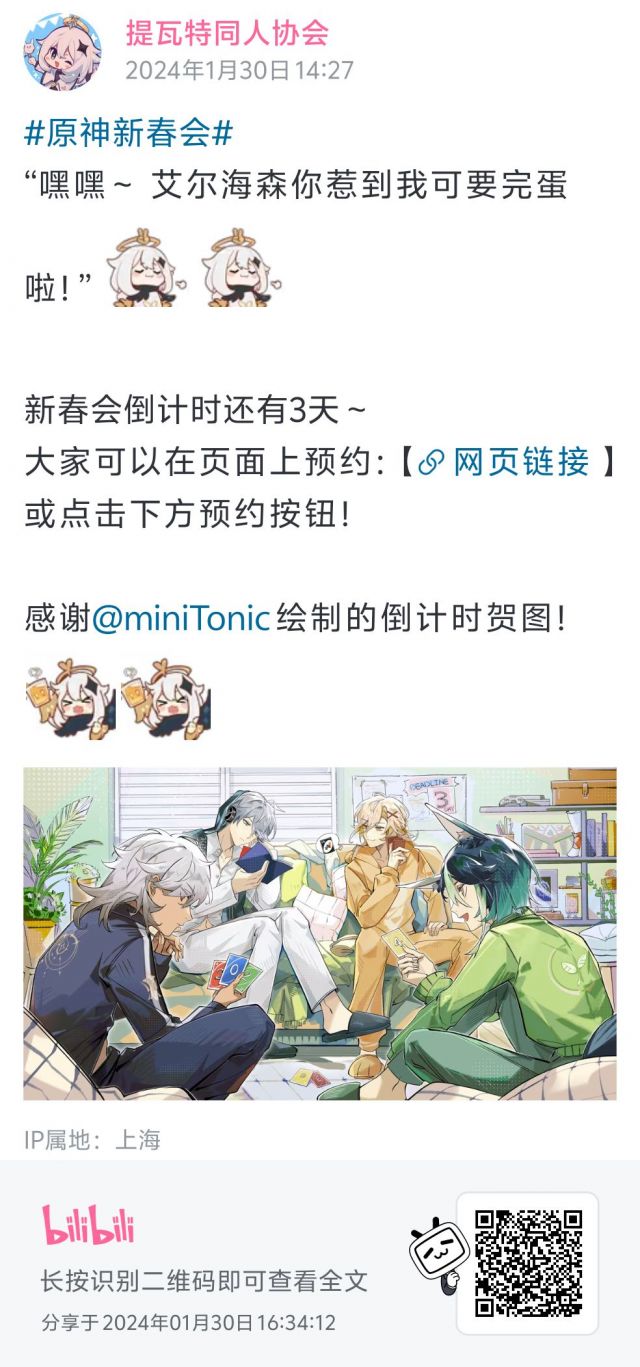 提瓦特同人协会
2024年1月30日14:27
#原神新春会#
“嘿嘿~ 艾尔海森你惹到我可要完蛋
啦！”
新春会倒计时还有3天~
大家可以在页面上预约:【网页链接 】
或点击下方预约按钮！
感谢@miniTonic绘制的倒计时贺图！
DEADLINE
3
IP属地：上海
bilibili
长按识别二维码即可查看全文
分享于2024年01月30日16:34:12